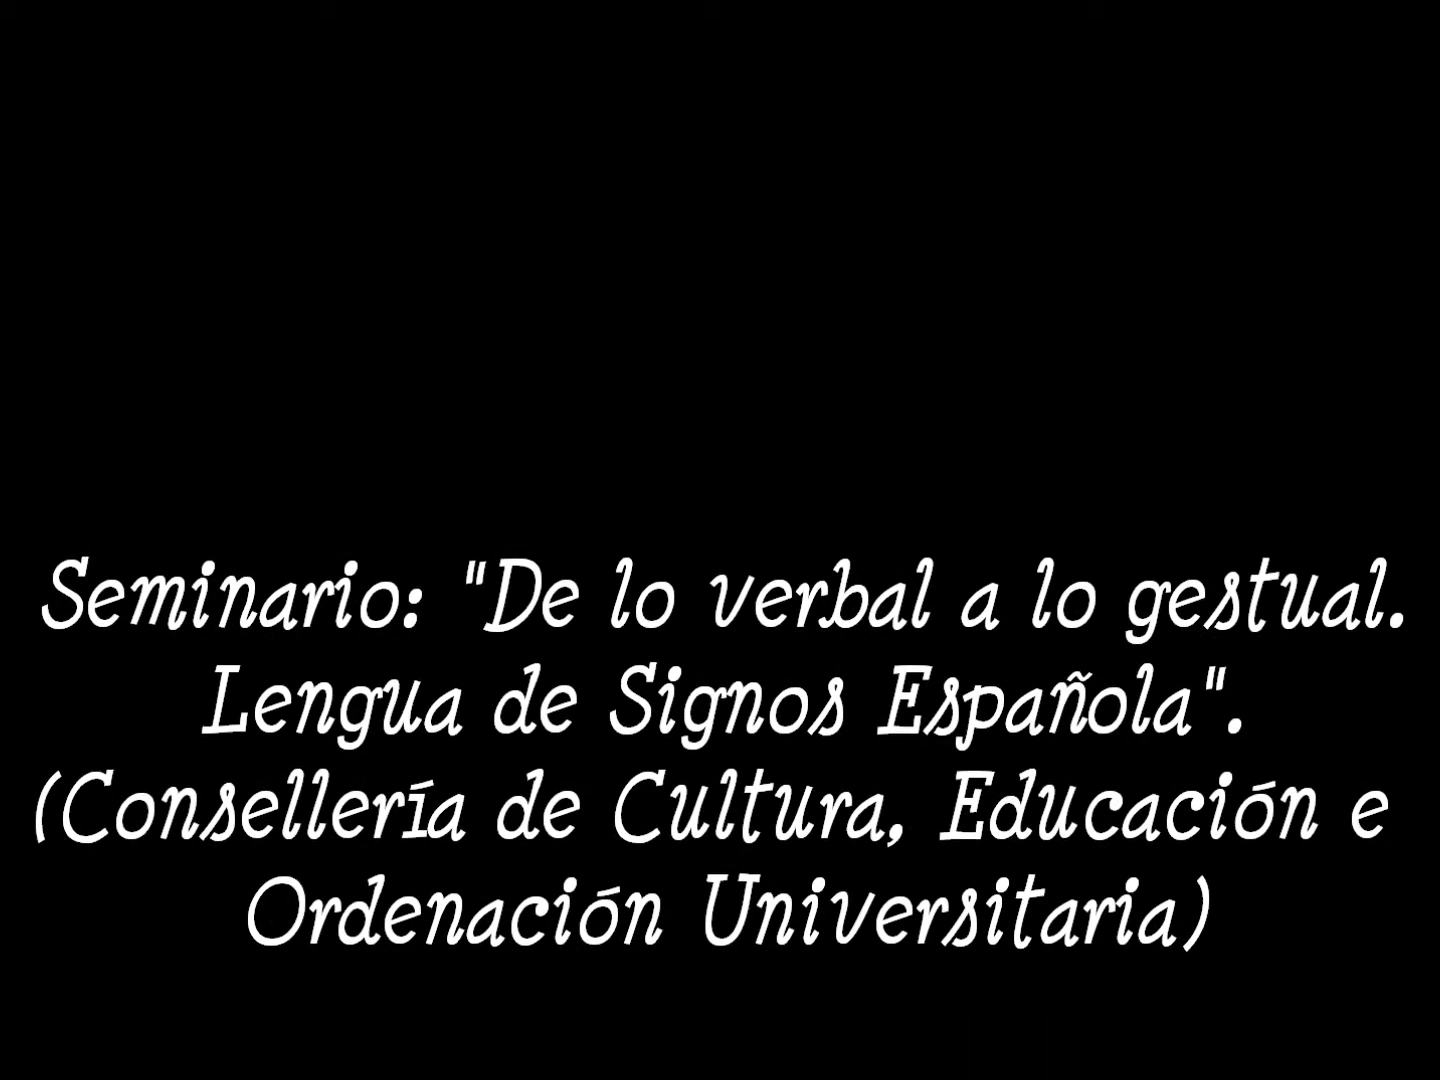 Seminario: "De lo verbal a lo gestual.
Lengua de Signos Española".
(Consellería de Cultura, Educación e
Ordenación Universitaria)